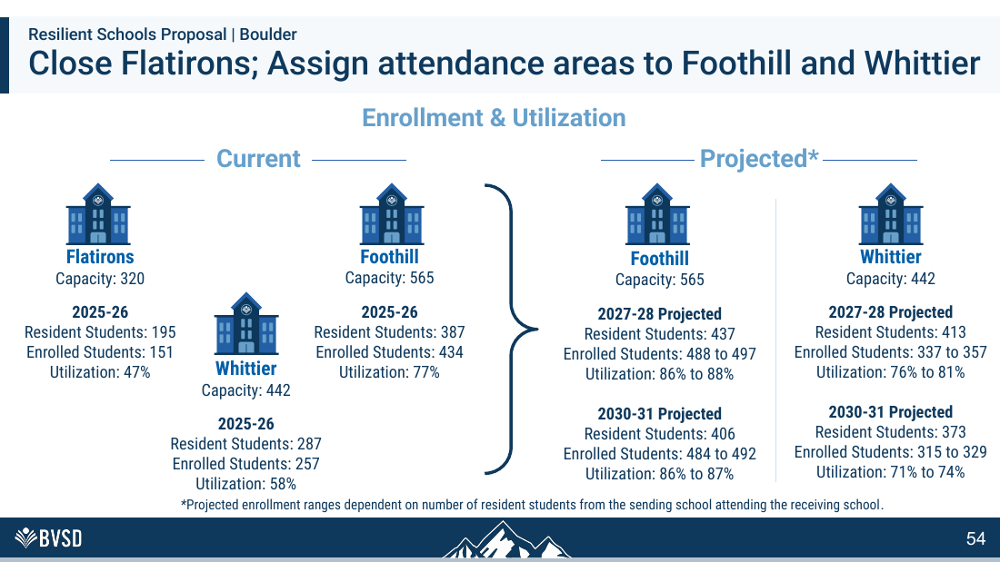 Resilient Schools Proposal | Boulder
Close Flatirons; Assign attendance areas to Foothill and Whittier
Enrollment & Utilization
Current
Flatirons
Capacity: 320
2025-26
Resident Students: 195
Enrolled Students: 151
Utilization: 47%
Whittier
Capacity: 442
2025-26
Resident Students: 287
Enrolled Students: 257
Utilization: 58%
Foothill
Capacity: 565
2025-26
Resident Students: 387
Enrolled Students: 434
Utilization: 77%
Projected*
Foothill
Capacity: 565
2027-28 Projected
Resident Students: 437
Enrolled Students: 488 to 497
Utilization: 86% to 88%
2030-31 Projected
Resident Students: 406
Enrolled Students: 484 to 492
Utilization: 86% to 87%
Whittier
Capacity: 442
2027-28 Projected
Resident Students: 413
Enrolled Students: 337 to 357
Utilization: 76% to 81%
2030-31 Projected
Resident Students: 373
Enrolled Students: 315 to 329
Utilization: 71% to 74%
*Projected enrollment ranges dependent on number of resident students from the sending school attending the receiving school.
BVSD
54